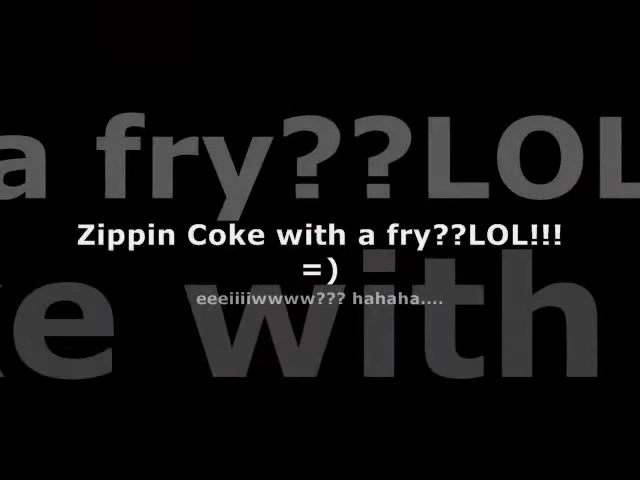 a fry??LOL
Zippin Coke with a fry??LOL!!!
=)
eeeiiiiwwww??? hahaha....
ke with